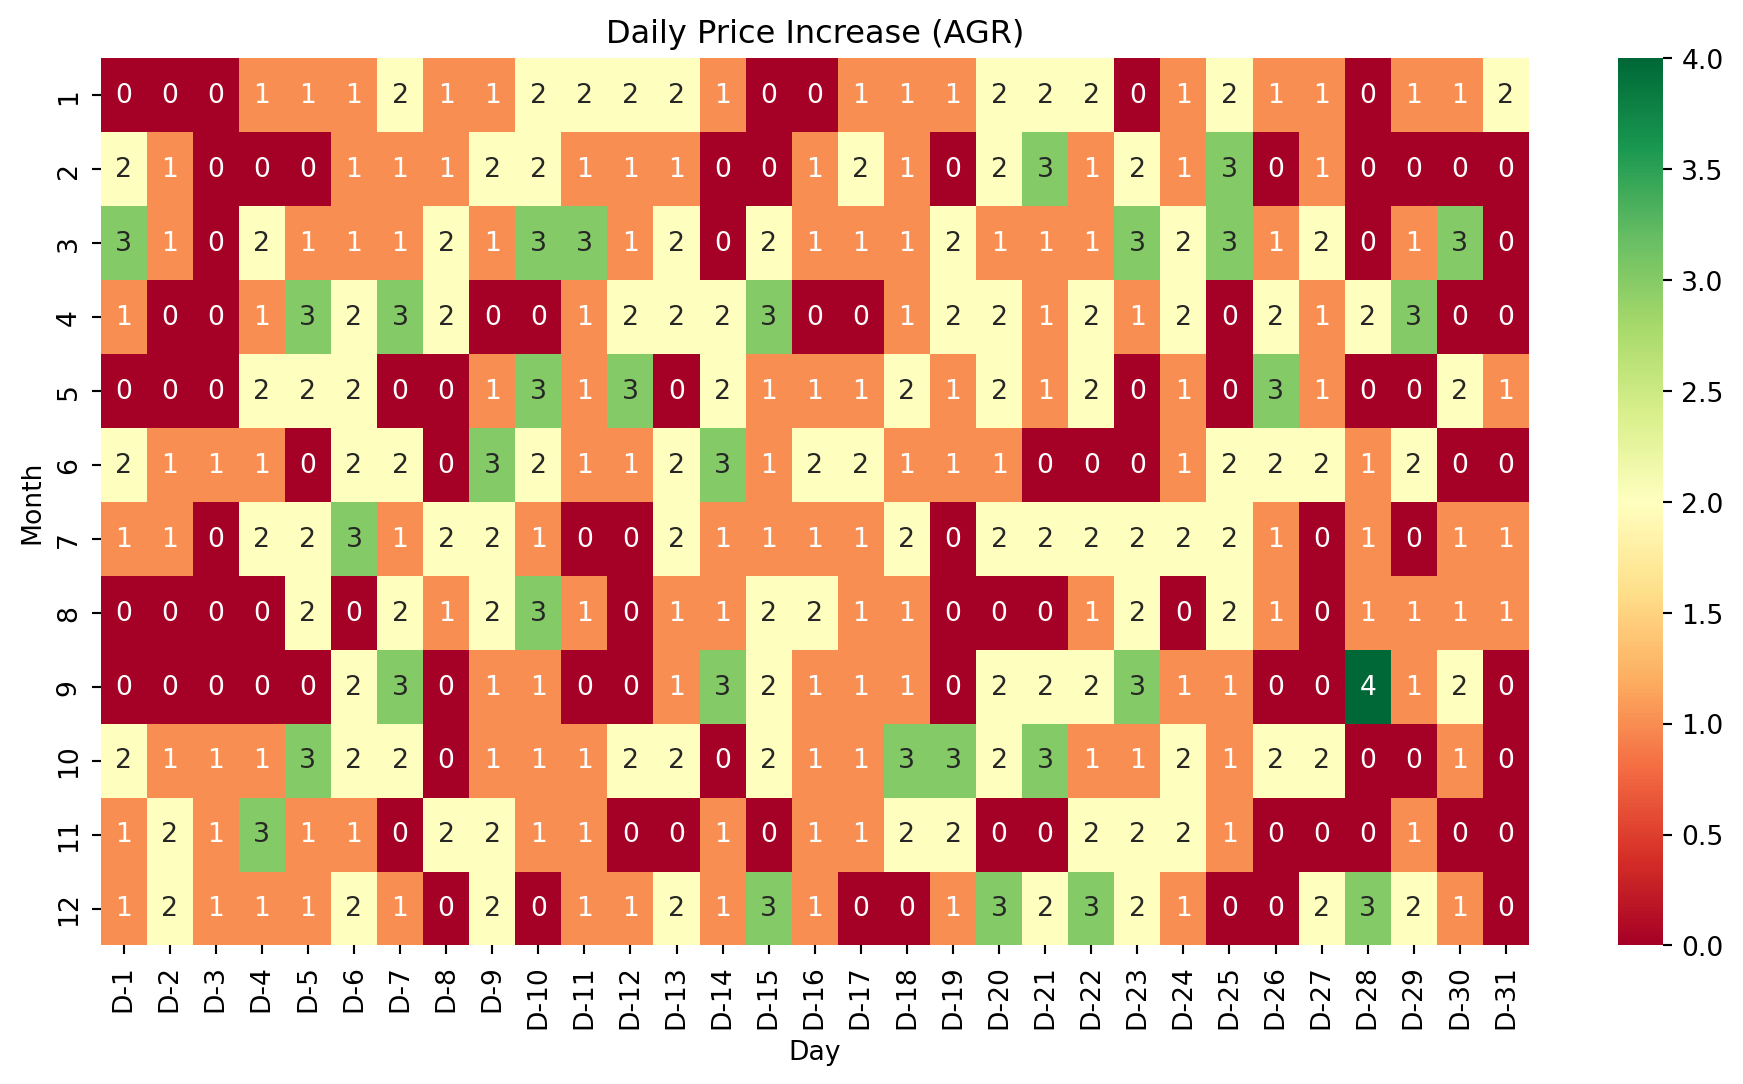 Daily Price Increase (AGR)
1 0 0 0 1 1 1 2 1 1 2 2 2 2 1 0 0 1 1 1 2 2 2 0 1 2 1 1 0 1 1 2
2 2 1 0 0 0 1 1 1 2 2 1 1 1 0 0 1 2 1 0 2 3 1 2 1 3 0 1 0 0 0 0
3 3 1 0 2 1 1 1 2 1 3 3 1 2 0 2 1 1 1 2 1 1 1 3 2 3 1 2 0 1 3 0
4 1 0 0 1 3 2 3 2 0 0 1 2 2 2 3 0 0 1 2 2 1 2 1 2 0 2 1 2 3 0 0
5 0 0 0 2 2 2 0 0 1 3 1 3 0 2 1 1 1 2 1 2 1 2 0 1 0 3 1 0 0 2 1
6 2 1 1 1 0 2 2 0 3 2 1 1 2 3 1 2 2 1 1 1 0 0 0 1 2 2 2 1 2 0 0
7 1 1 0 2 2 3 1 2 2 1 0 0 2 1 1 1 1 2 0 2 2 2 2 2 2 1 0 1 0 1 1
8 0 0 0 0 2 0 2 1 2 3 1 0 1 1 2 2 1 1 0 0 0 1 2 0 2 1 0 1 1 1 1
9 0 0 0 0 0 2 3 0 1 1 0 0 1 3 2 1 1 1 0 2 2 2 3 1 1 0 0 4 1 2 0
10 2 1 1 1 3 2 2 0 1 1 1 2 2 0 2 1 1 3 3 2 3 1 1 2 1 2 2 0 0 1 0
11 1 2 1 3 1 1 0 2 2 1 1 0 0 1 0 1 1 2 2 0 0 2 2 2 1 0 0 0 1 0 0
12 1 2 1 1 1 2 1 0 2 0 1 1 2 1 3 1 0 0 1 3 2 3 2 1 0 0 2 3 2 1 0
Month
D-1 D-2 D-3 D-4 D-5 D-6 D-7 D-8 D-9 D-10 D-11 D-12 D-13 D-14 D-15 D-16 D-17 D-18 D-19 D-20 D-21 D-22 D-23 D-24 D-25 D-26 D-27 D-28 D-29 D-30 D-31
Day
4.0
3.5
3.0
2.5
2.0
1.5
1.0
0.5
0.0